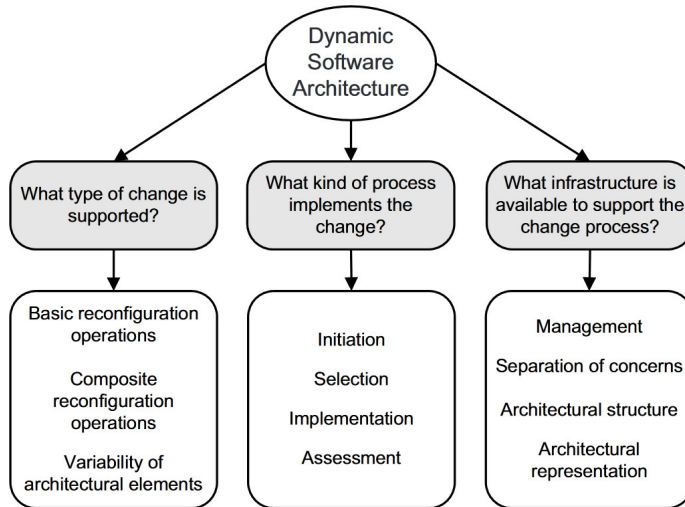 Dynamic
Software
Architecture
What type of change is
supported?
What kind of process
implements the
change?
What infrastructure is
available to support the
change process?
Basic reconfiguration
operations
Composite
reconfiguration
operations
Variability of
architectural elements
Initiation
Selection
Implementation
Assessment
Management
Separation of concerns
Architectural structure
Architectural
representation